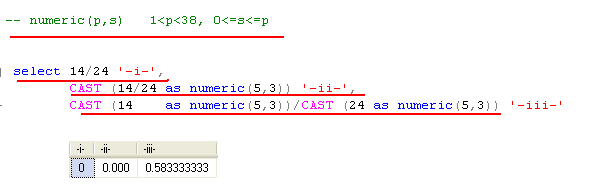 -- numeric(p,s)   1<p<38, 0<=s<=p
select 14/24 '-i-',
CAST (14/24 as numeric(5,3)) '-ii-',
CAST (14    as numeric(5,3))/CAST (24 as numeric(5,3)) '-iii-'
-i- -ii- -iii-
0 0.000 0.583333333